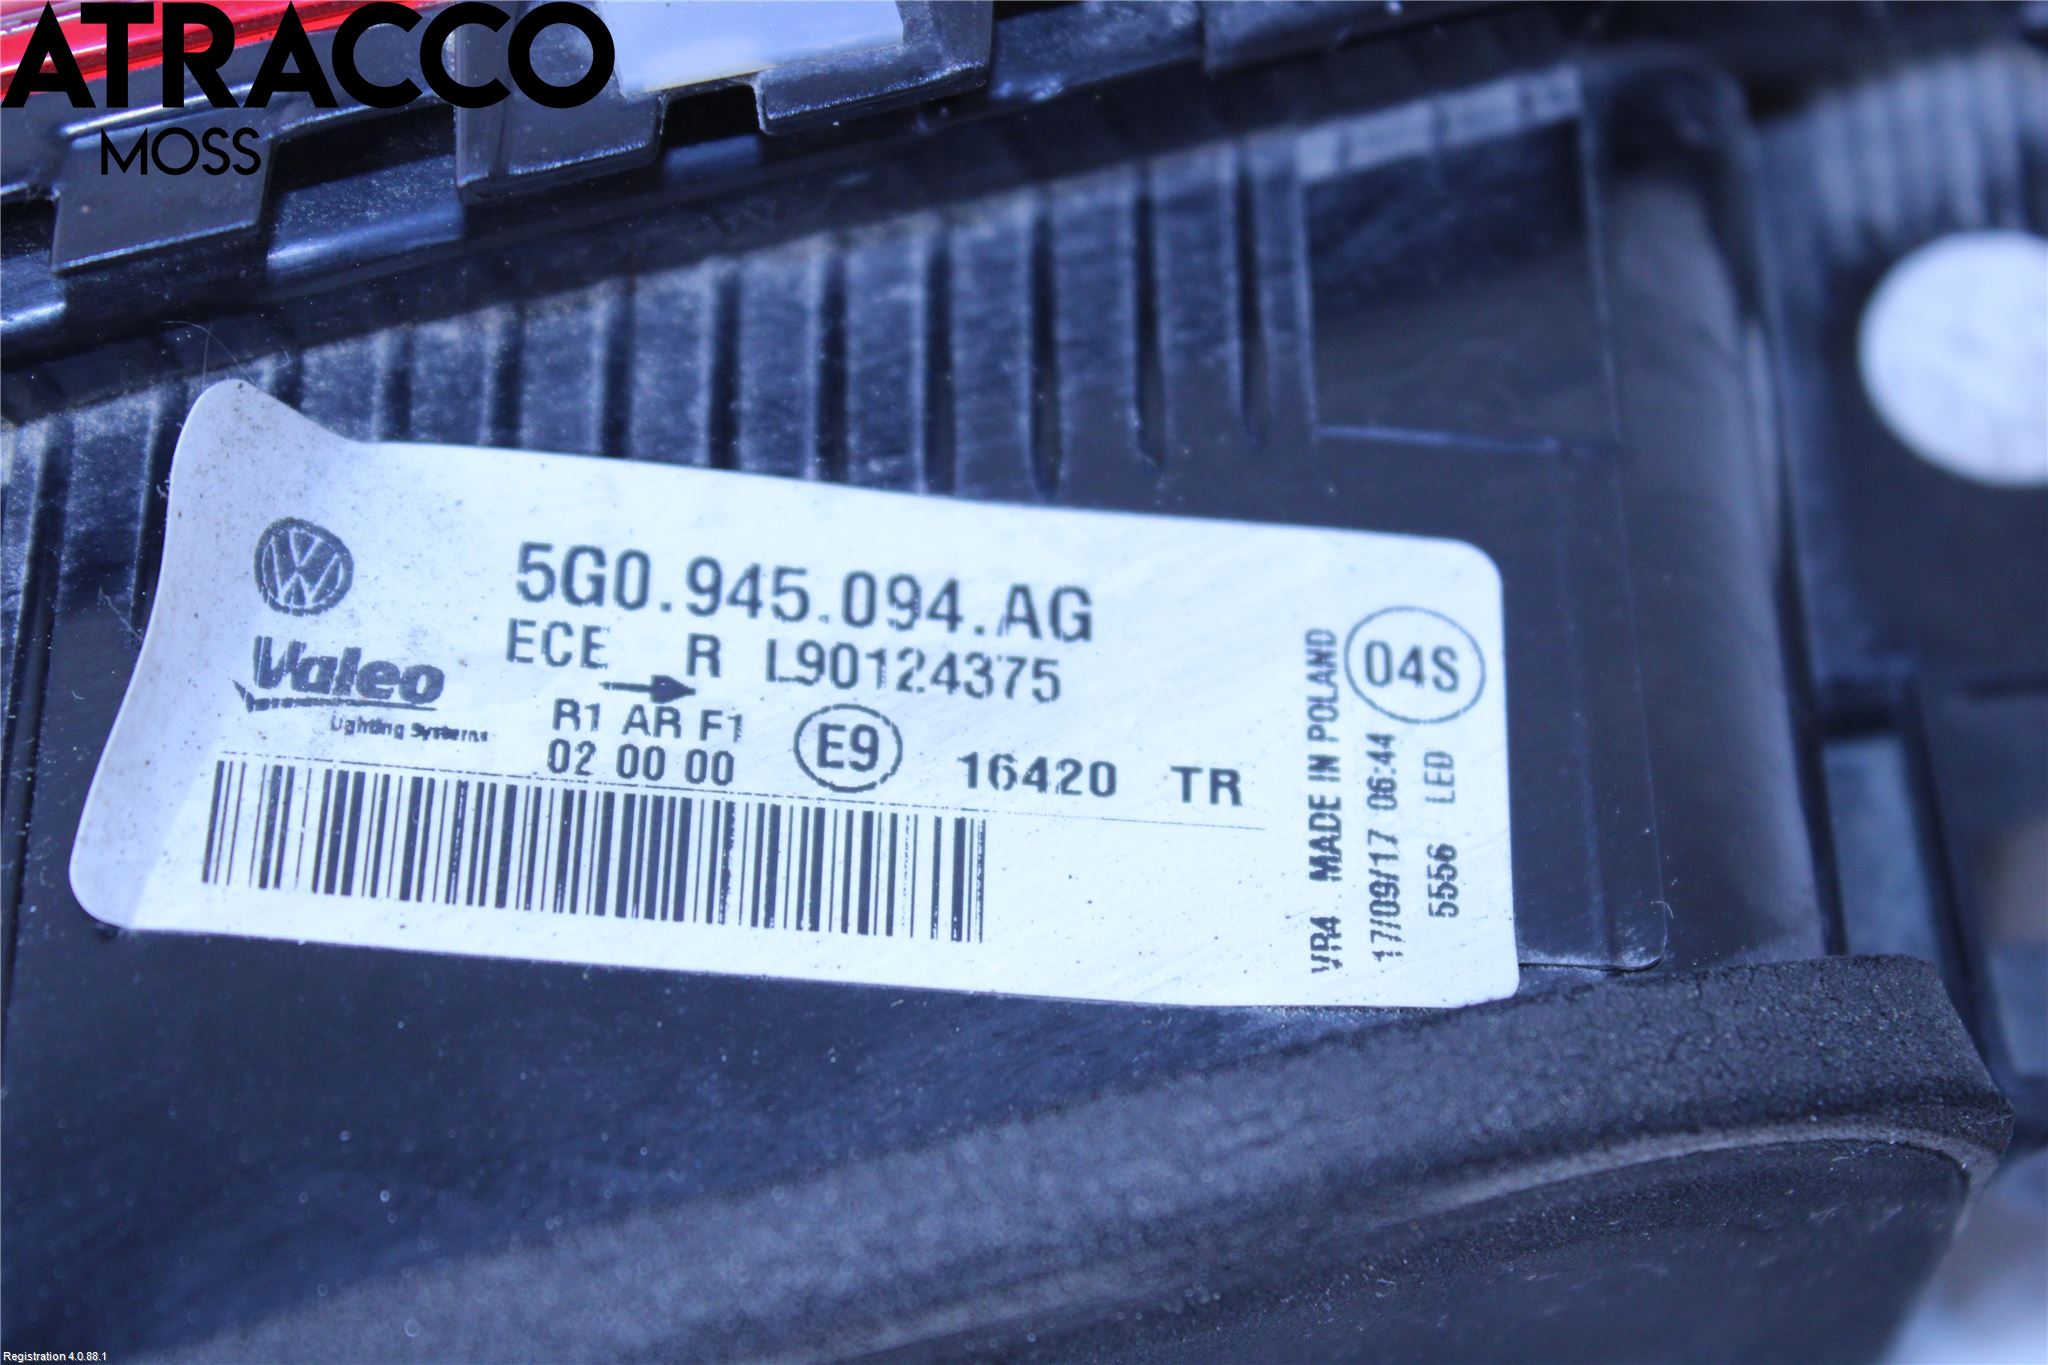 ATRACCO
MOSS
5G0.945.094.AG
ECE R L90124375
Valeo
Lighting Systems
R1 AR F1
02 00 00
E9
16420 TR
04S
VR4 MADE IN POLAND
17/09/17 06:44
5556 LED
Registration 4.0.88.1